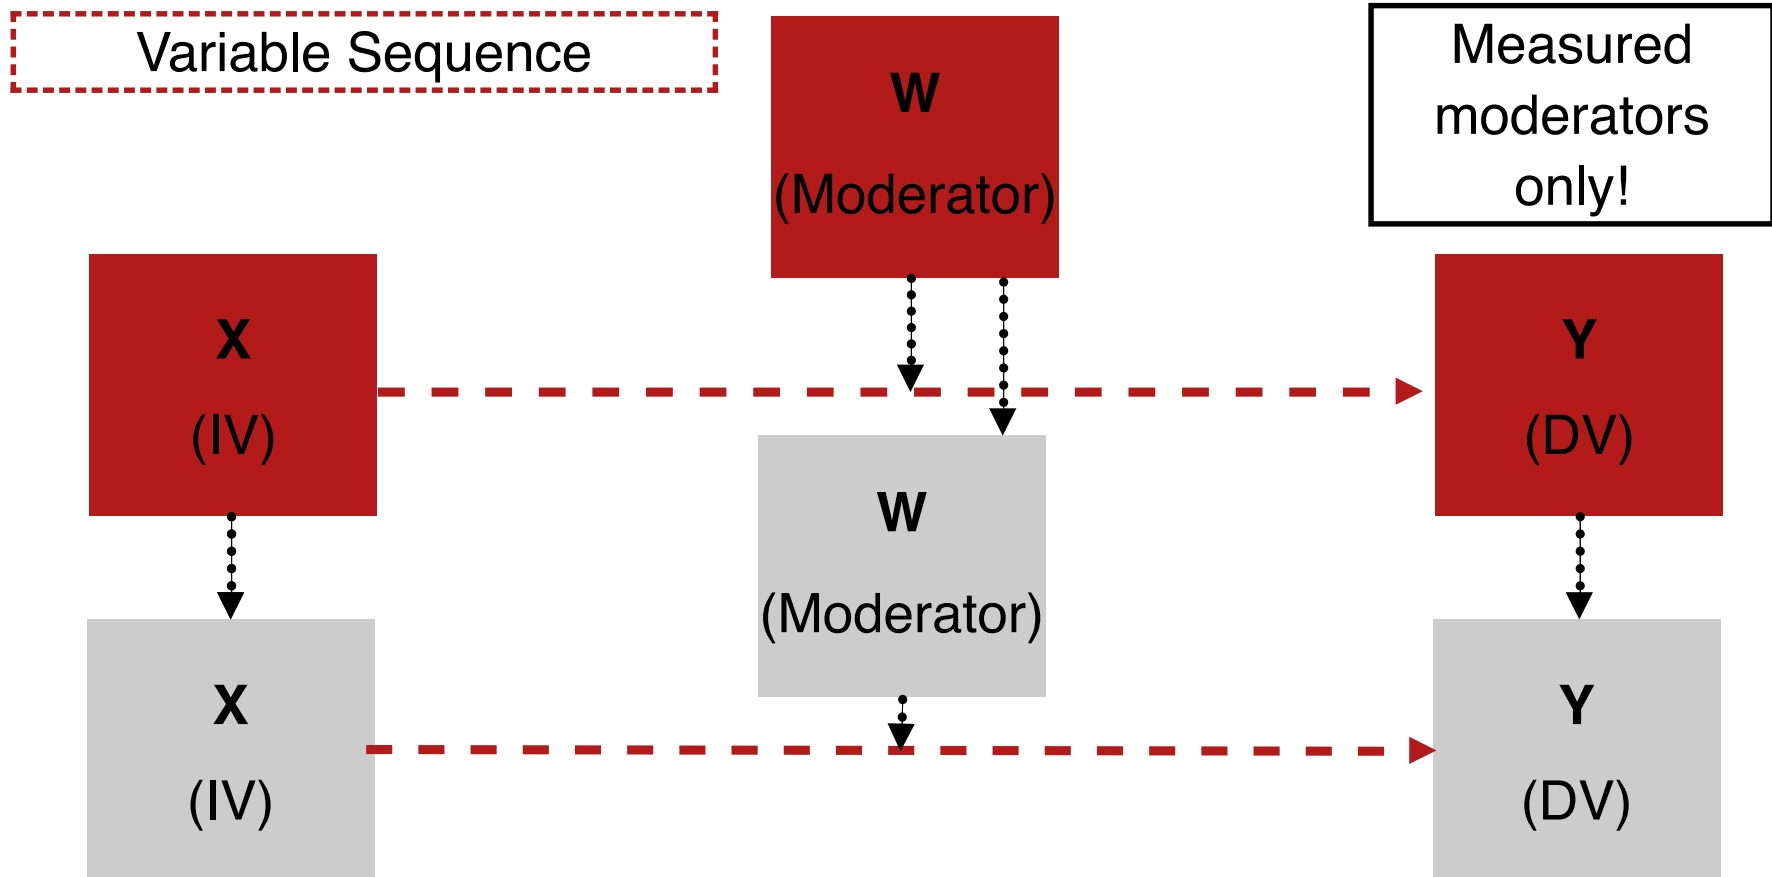 Variable Sequence
W
(Moderator)
Measured
moderators
only!
X
(IV)
Y
(DV)
W
(Moderator)
X
(IV)
Y
(DV)